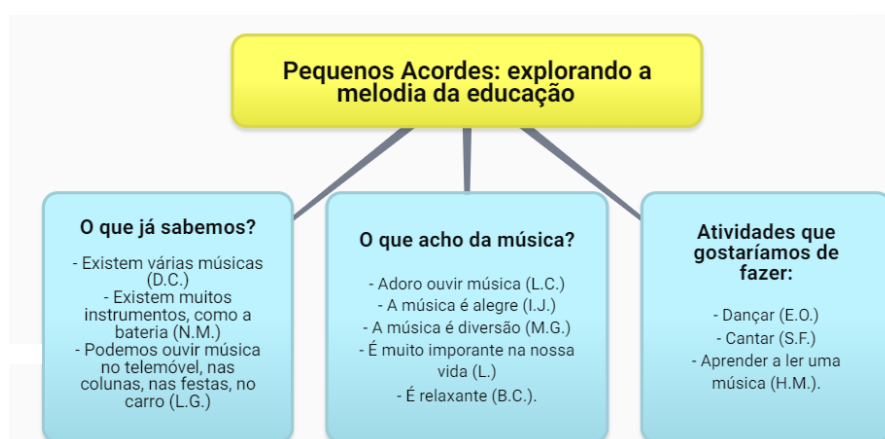 Pequenos Acordes: explorando a
melodia da educação
O que já sabemos?
- Existem várias músicas
(D.C.)
- Existem muitos
instrumentos, como a
bateria (N.M.)
- Podemos ouvir música
no telemóvel, nas
colunas, nas festas, no
carro (L.G.)
O que acho da música?
- Adoro ouvir música (L.C.)
- A música é alegre (I.J.)
- A música é diversão (M.G.)
- É muito imporante na nossa
vida (L.)
- É relaxante (B.C.).
Atividades que
gostaríamos de
fazer:
- Dançar (E.O.)
- Cantar (S.F.)
- Aprender a ler uma
música (H.M.).